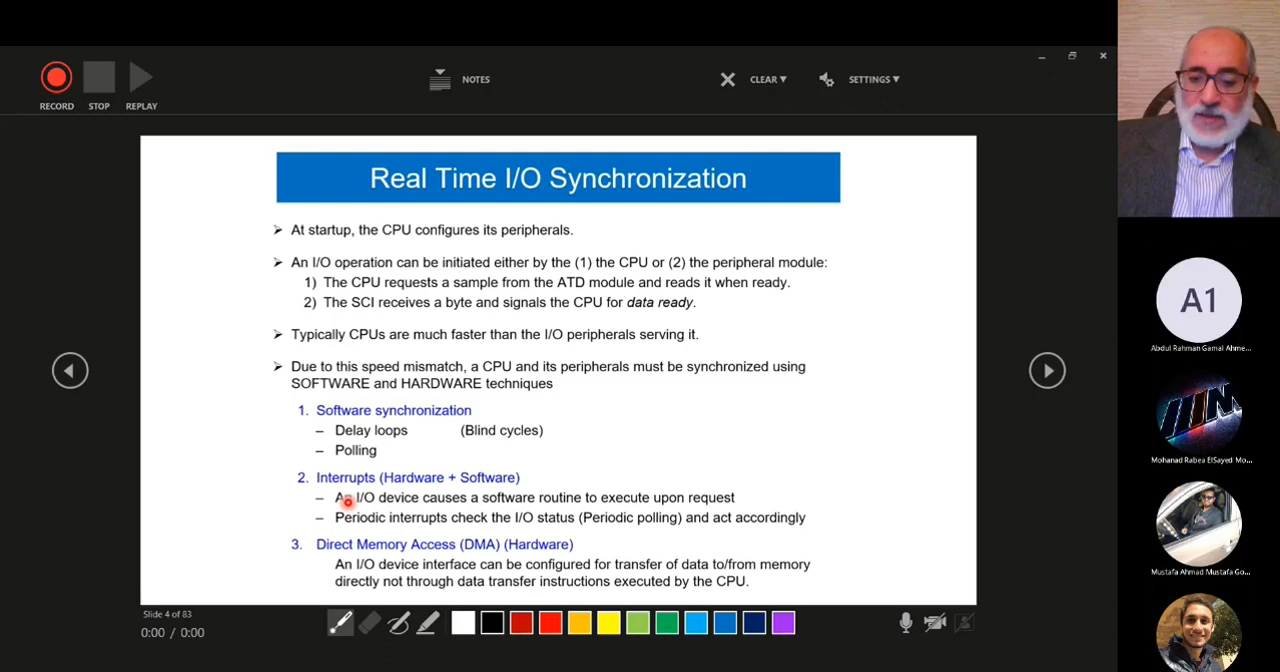 NOTES
CLEAR
SETTINGS
RECORD STOP REPLAY
Real Time I/O Synchronization
➢ At startup, the CPU configures its peripherals.
➢ An I/O operation can be initiated either by the (1) the CPU or (2) the peripheral module:
1) The CPU requests a sample from the ATD module and reads it when ready.
2) The SCI receives a byte and signals the CPU for data ready.
➢ Typically CPUs are much faster than the I/O peripherals serving it.
➢ Due to this speed mismatch, a CPU and its peripherals must be synchronized using
SOFTWARE and HARDWARE techniques
1. Software synchronization
– Delay loops (Blind cycles)
– Polling
2. Interrupts (Hardware + Software)
– An I/O device causes a software routine to execute upon request
– Periodic interrupts check the I/O status (Periodic polling) and act accordingly
3. Direct Memory Access (DMA) (Hardware)
An I/O device interface can be configured for transfer of data to/from memory
directly not through data transfer instructions executed by the CPU.
Slide 4 of 83
0:00 / 0:00
A1
Abdul Rahman Gamal Ahme...
Mohanad Rabea ElSayed Mo...
Mustafa Ahmad Mustafa Go...